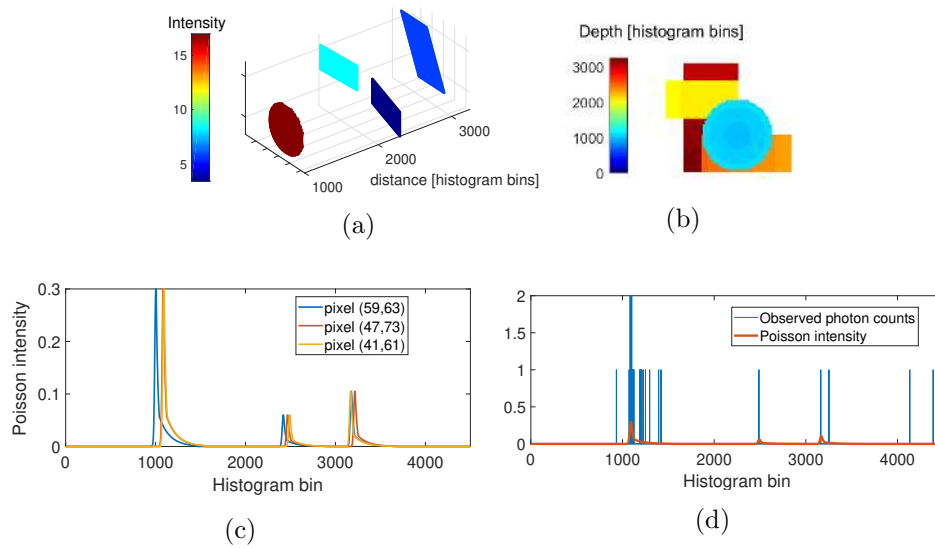 Intensity
15
10
5
1000
2000
3000
distance [histogram bins]
(a)
Depth [histogram bins]
3000
2000
1000
0
(b)
Poisson intensity
0.3
0.2
0.1
0
0
1000
2000
3000
4000
Histogram bin
pixel (59,63)
pixel (47,73)
pixel (41,61)
(c)
2
1.5
1
0.5
0
0
1000
2000
3000
4000
Histogram bin
Observed photon counts
Poisson intensity
(d)